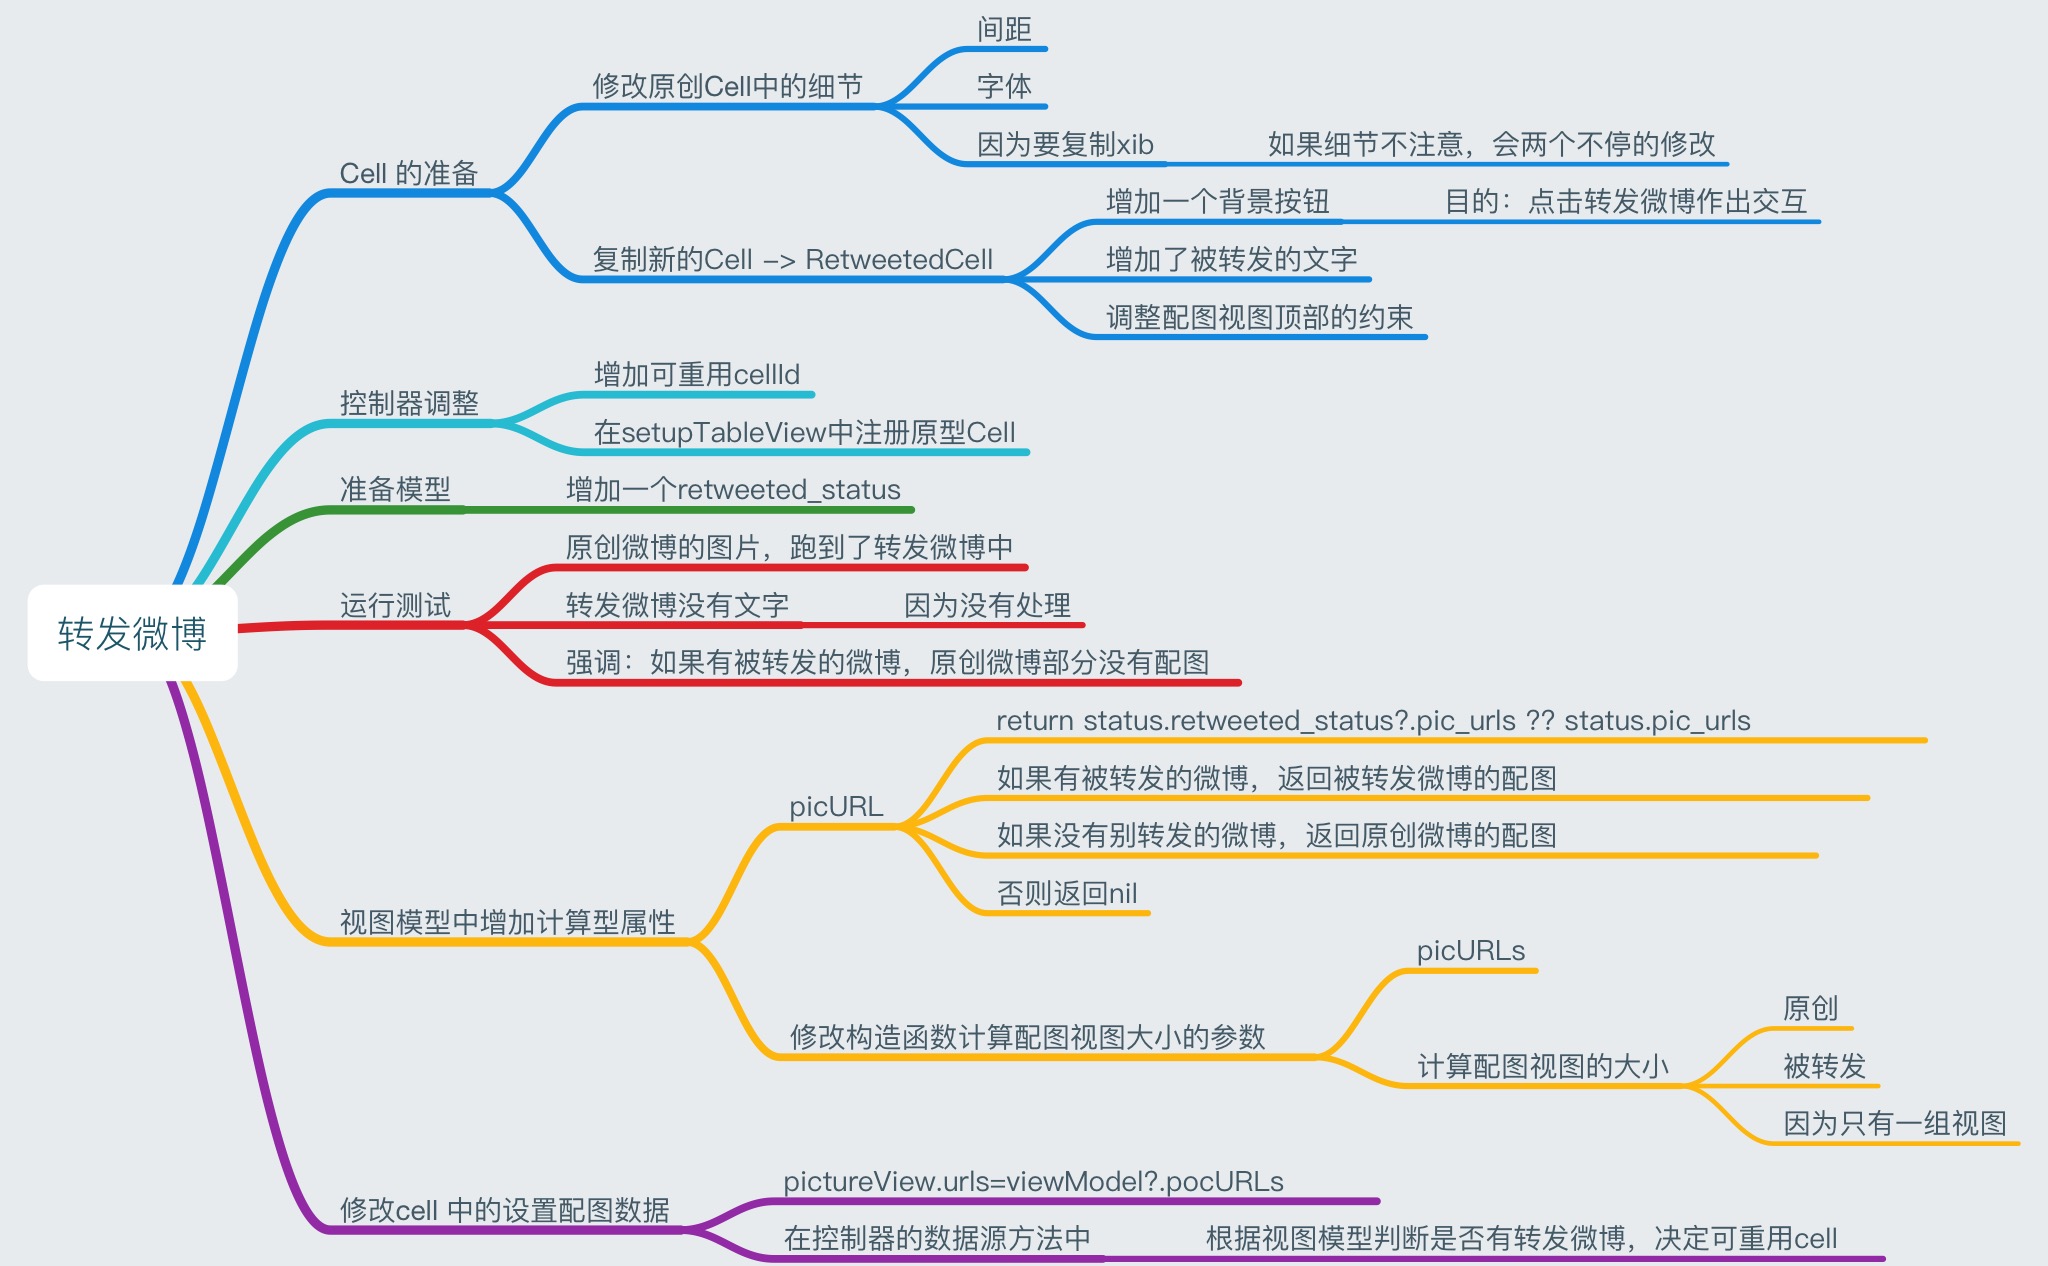 间距
修改原创Cell中的细节
字体
因为要复制xib
如果细节不注意，会两个不停的修改
Cell 的准备
增加一个背景按钮
目的：点击转发微博作出交互
复制新的Cell -> RetweetedCell
增加了被转发的文字
调整配图视图顶部的约束
增加可重用cellId
控制器调整
在setupTableView中注册原型Cell
准备模型
增加一个retweeted_status
原创微博的图片，跑到了转发微博中
运行测试
转发微博没有文字
因为没有处理
转发微博
强调：如果有被转发的微博，原创微博部分没有配图
return status.retweeted_status?.pic_urls ?? status.pic_urls
如果有被转发的微博，返回被转发微博的配图
picURL
如果没有别转发的微博，返回原创微博的配图
否则返回nil
视图模型中增加计算型属性
picURLs
修改构造函数计算配图视图大小的参数
原创
计算配图视图的大小
被转发
因为只有一组视图
pictureView.urls=viewModel?.pocURLs
修改cell 中的设置配图数据
在控制器的数据源方法中
根据视图模型判断是否有转发微博，决定可重用cell